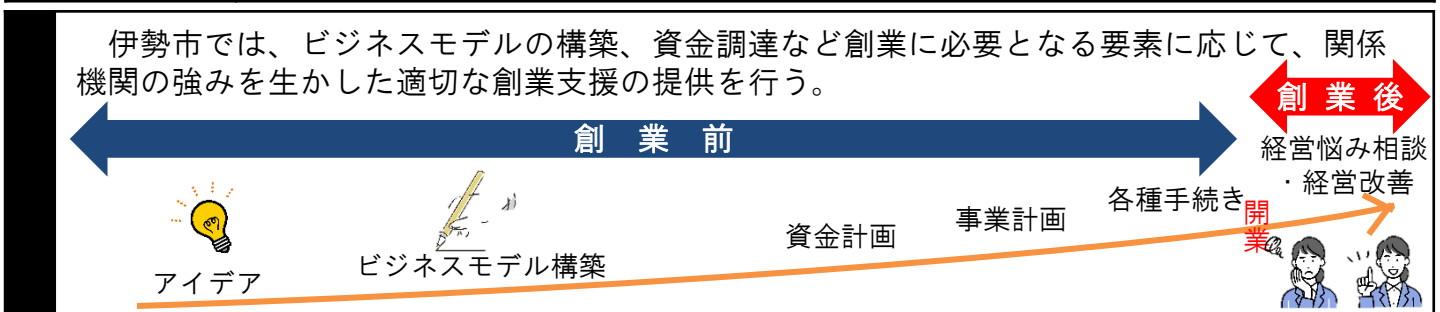 伊勢市では、ビジネスモデルの構築、資金調達など創業に必要となる要素に応じて、関係
機関の強みを生かした適切な創業支援の提供を行う。
創業後
創業前
経営悩み相談
・経営改善
各種手続き
開業
事業計画
資金計画
ビジネスモデル構築
アイデア